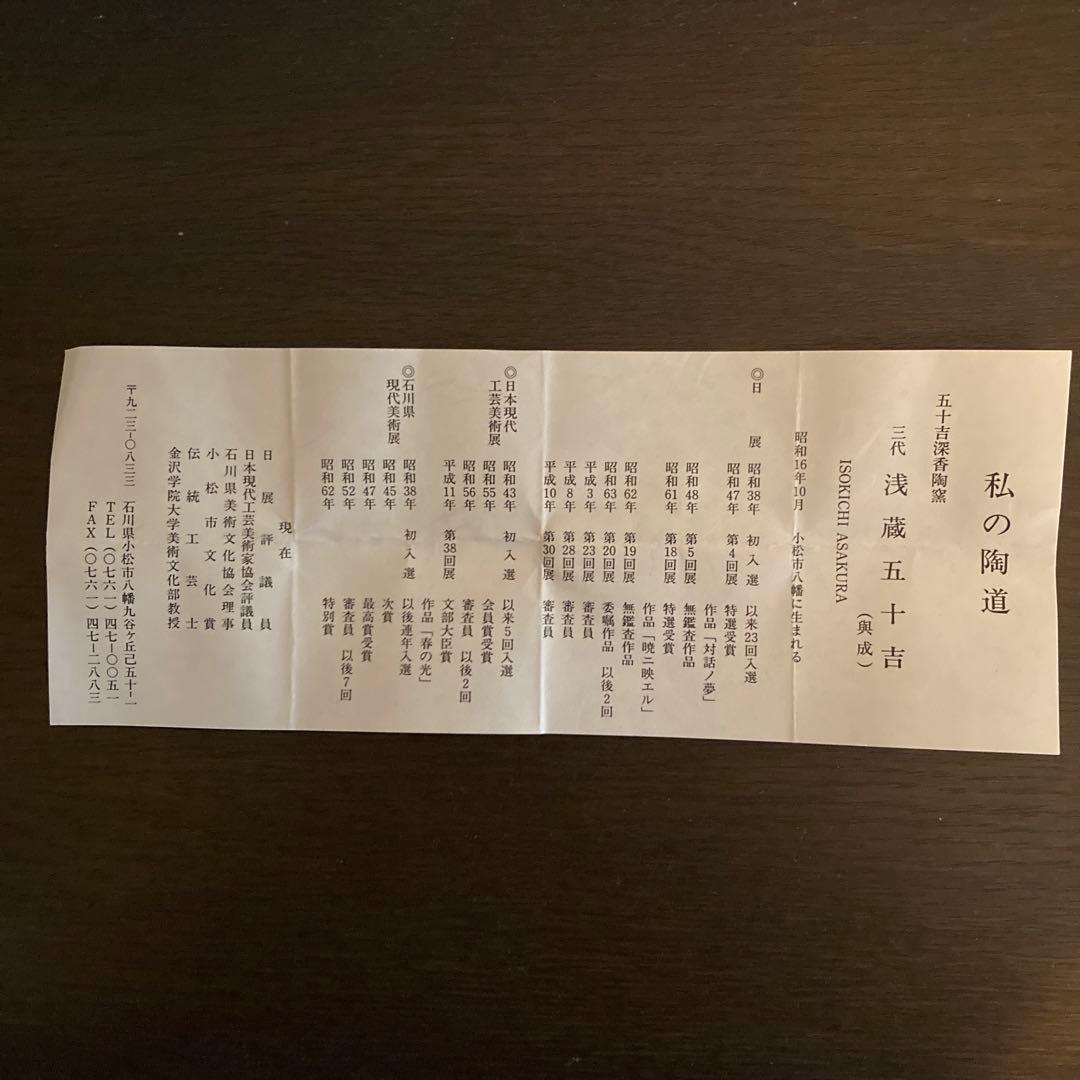 私の陶道
五十吉深香陶窯
三代 浅蔵五十吉(與成)
ISOKICHI ASAKURA
昭和16年10月 小松市八幡に生まれる
◎日展 昭和38年 初入選 以来23回入選
昭和47年 第4回展 特選受賞
作品「対話ノ夢」
昭和48年 第5回展 無鑑査作品
昭和61年 第18回展 特選受賞
作品「暁ニ映エル」
昭和62年 第19回展 無鑑査作品
昭和63年 第20回展 委嘱作品 以後2回
平成3年 第23回展 審査員
平成8年 第28回展 審査員
平成10年 第30回展 審査員
◎日本現代工芸美術展 昭和43年 初入選 以来5回入選
昭和55年 会員賞受賞
昭和56年 審査員 以後2回
平成11年 第38回展 文部大臣賞
作品「春の光」
◎石川県現代美術展 昭和38年 初入選 以後連年入選
昭和45年 次賞
昭和47年 最高賞受賞
昭和52年 審査員 以後7回
昭和62年 特別賞
現在
日展評議員
日本現代工芸美術家協会評議員
石川県美術文化協会理事
小松市文化賞
伝統工芸士
金沢学院大学美術文化部教授
〒九二三-〇八三三 石川県小松市八幡九谷ヶ丘己五十-一
TEL(〇七六一)四七-〇〇五一
FAX(〇七六一)四七-二八八三